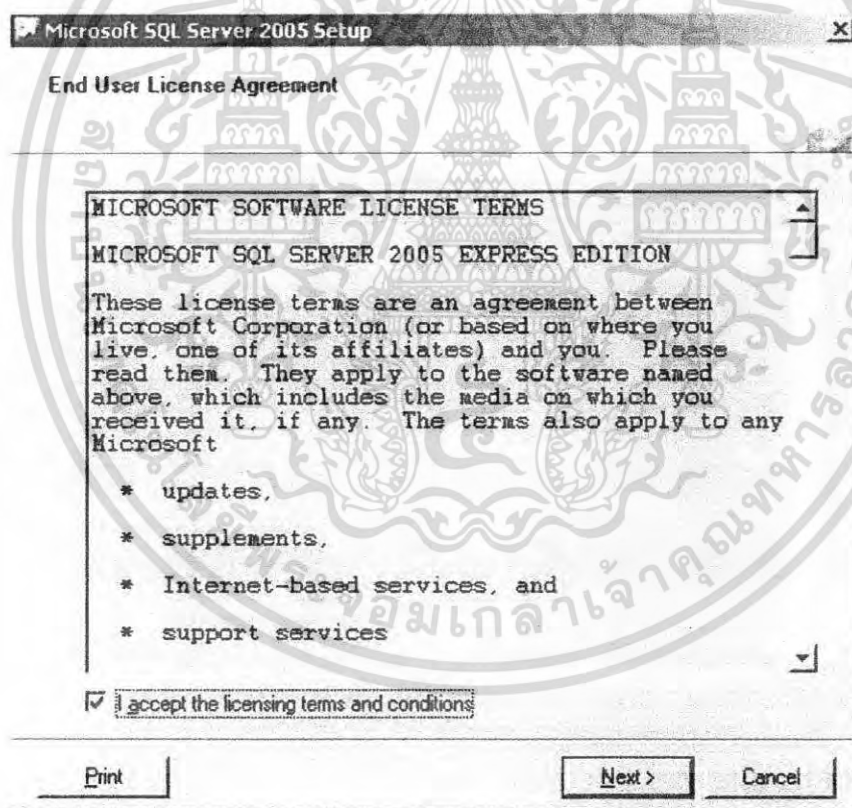 Microsoft SQL Server 2005 Setup
End User License Agreement
MICROSOFT SOFTWARE LICENSE TERMS
MICROSOFT SQL SERVER 2005 EXPRESS EDITION
These license terms are an agreement between
Microsoft Corporation (or based on where you
live, one of its affiliates) and you. Please
read them. They apply to the software named
above, which includes the media on which you
received it, if any. The terms also apply to any
Microsoft
* updates,
* supplements,
* Internet-based services, and
* support services
I accept the licensing terms and conditions
Print
Next >
Cancel